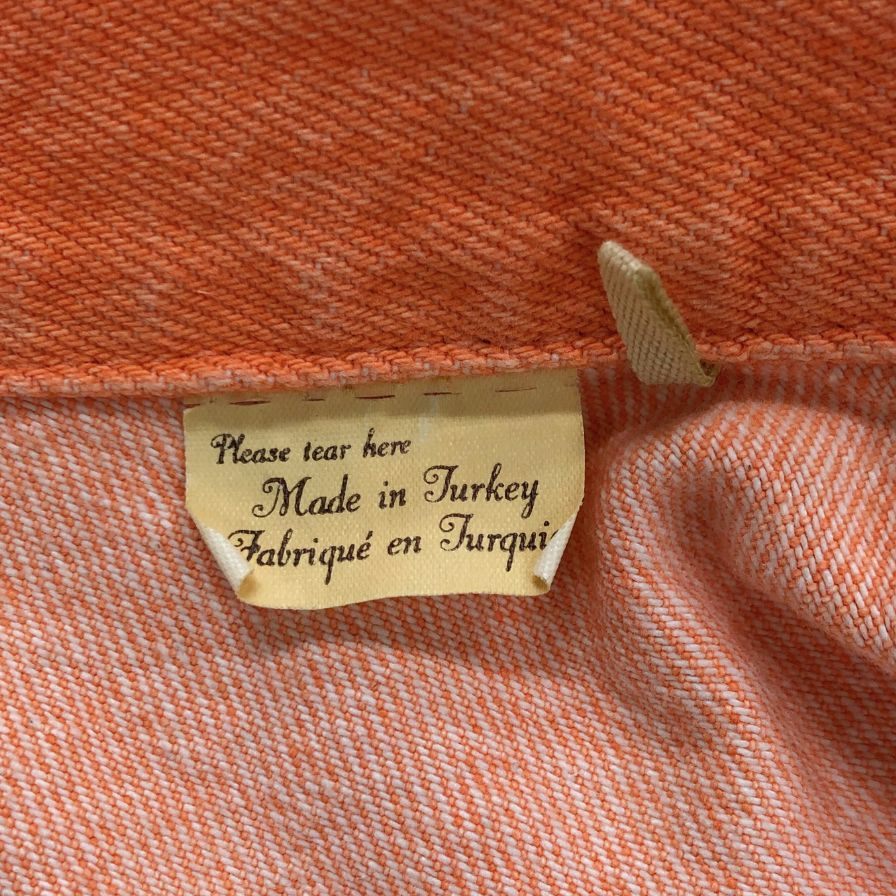 Please tear here
Made in Turkey
Fabriqué en Turqui